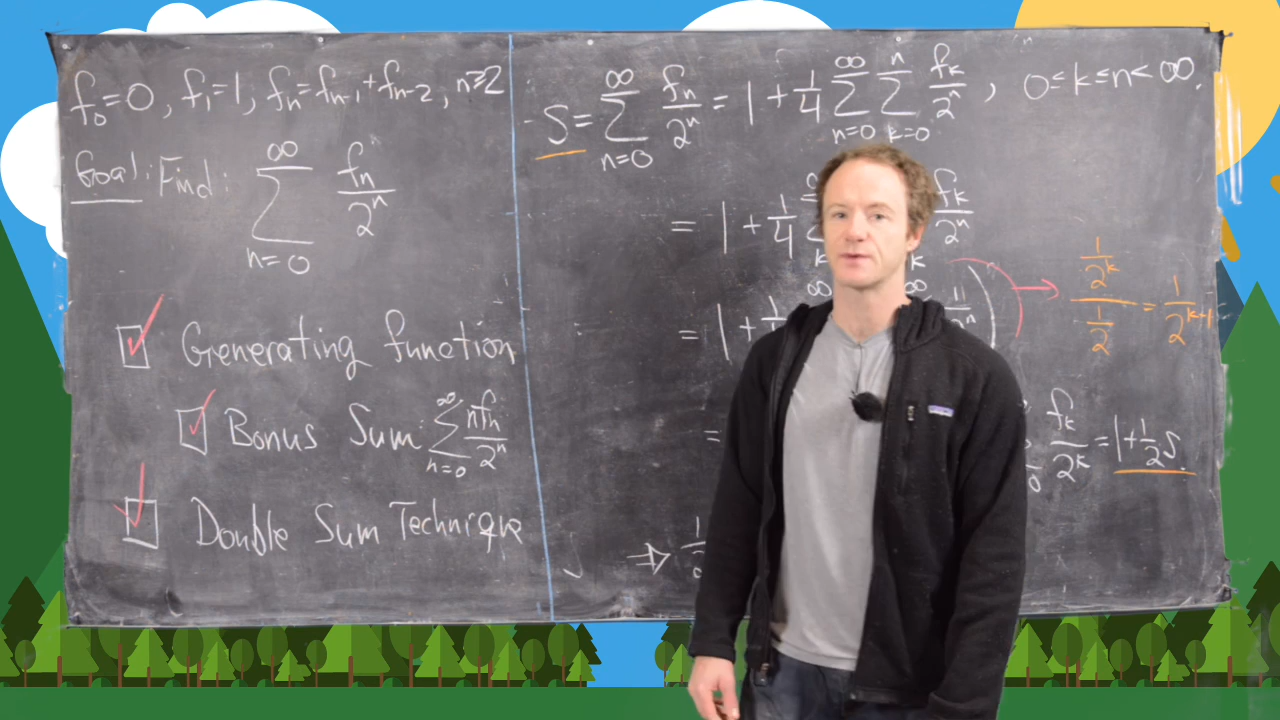 f₀=0, f₁=1, fₙ=fₙ₋₁+fₙ₋₂, n≥2
Goal: Find: ∞∑n=0 fₙ/2ⁿ
Generating function
Bonus Sum: ∞∑n=0 nfₙ/2ⁿ
Double Sum Technique
S = ∞∑n=0 fₙ/2ⁿ = 1 + 1/4 ∞∑n=0 n∑k=0 fₖ/2ⁿ, 0≤k≤n<∞.
= 1 + 1/4 fₖ/2ⁿ
= 1 +
1/2ᵏ / 1/2 = 1/2ᵏ⁻¹
= fₖ/2ᵏ = 1+1/2 S.
⇒ 1